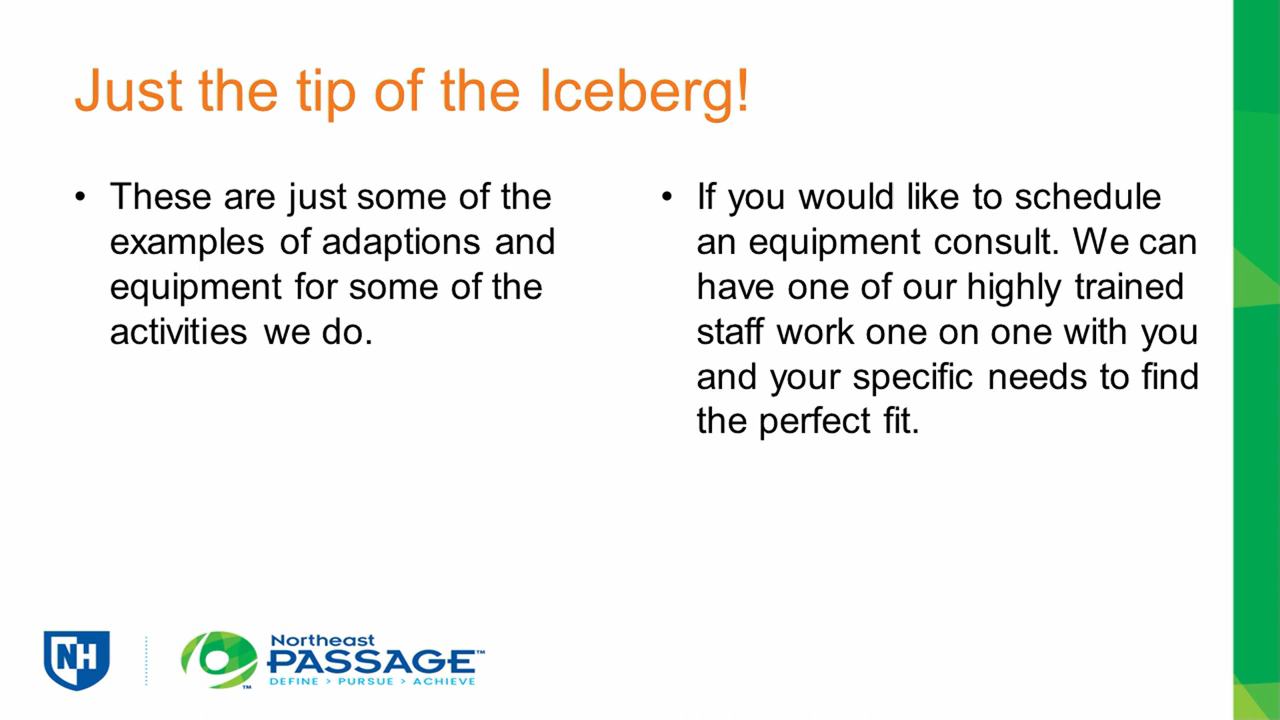 Just the tip of the Iceberg!
• These are just some of the
examples of adaptions and
equipment for some of the
activities we do.
• If you would like to schedule
an equipment consult. We can
have one of our highly trained
staff work one on one with you
and your specific needs to find
the perfect fit.
NH
Northeast
PASSAGE™
DEFINE > PURSUE > ACHIEVE
™